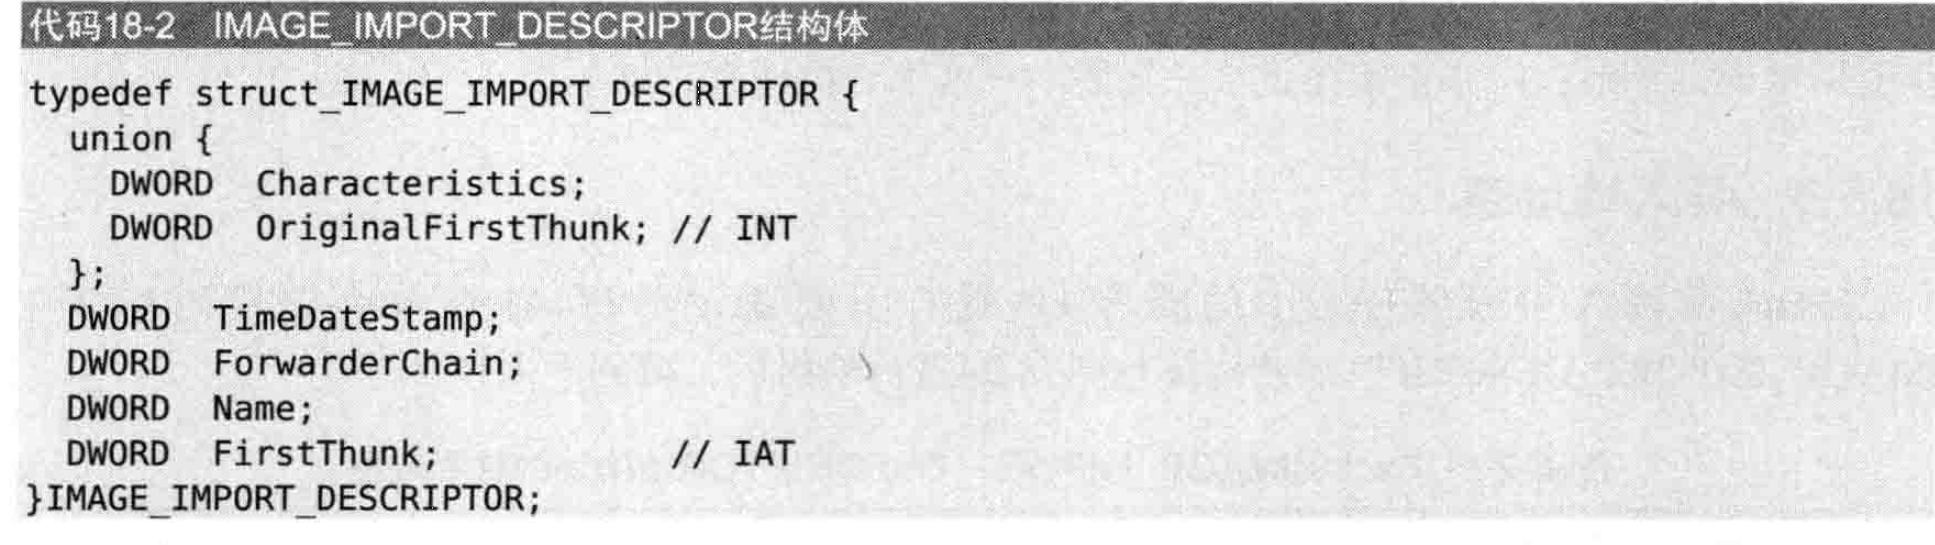 代码18-2 IMAGE_IMPORT_DESCRIPTOR结构体
typedef struct_IMAGE_IMPORT_DESCRIPTOR {
union {
DWORD Characteristics;
DWORD OriginalFirstThunk; // INT
};
DWORD TimeDateStamp;
DWORD ForwarderChain;
DWORD Name;
DWORD FirstThunk; // IAT
}IMAGE_IMPORT_DESCRIPTOR;